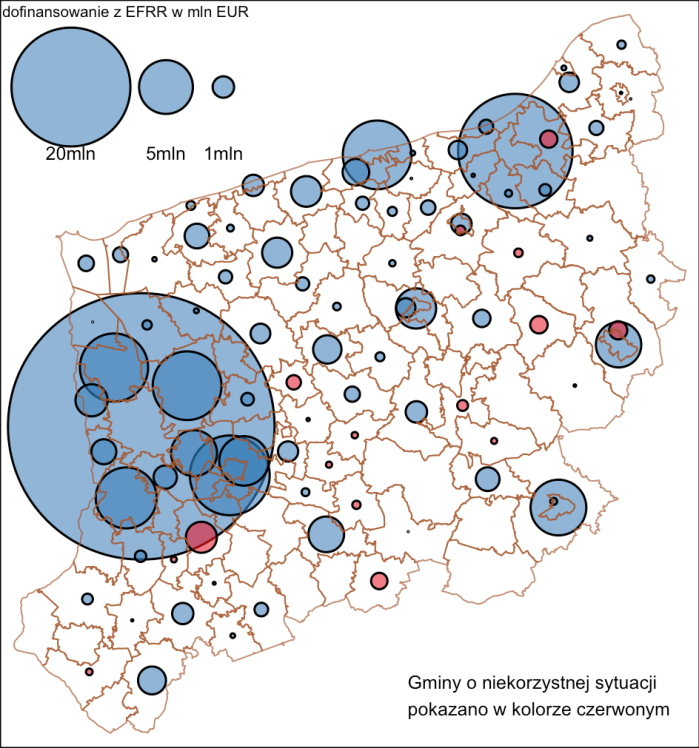 dofinansowanie z EFRR w mln EUR
20mln 5mln 1mln
Gminy o niekorzystnej sytuacji
pokazano w kolorze czerwonym